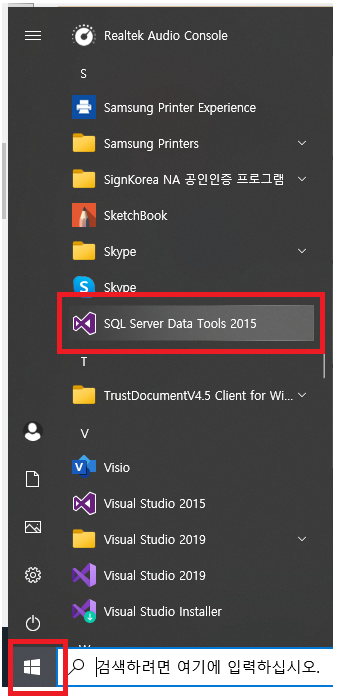 Realtek Audio Console
S
Samsung Printer Experience
Samsung Printers
SignKorea NA 공인인증 프로그램
SketchBook
Skype
Skype
SQL Server Data Tools 2015
T
TrustDocumentV4.5 Client for Wi...
V
Visio
Visual Studio 2015
Visual Studio 2019
Visual Studio 2019
Visual Studio Installer
W
검색하려면 여기에 입력하십시오.